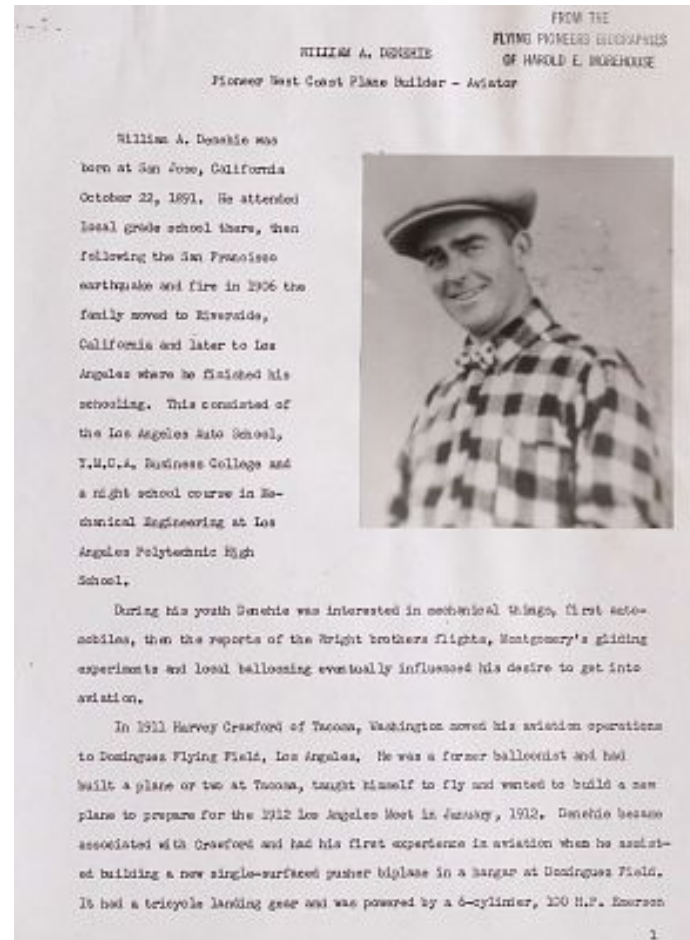 FROM THE
FLYING PIONEERS BIOGRAPHIES
OF HAROLD E. MOREHOUSE
WILLIAM A. DENEHIE
Pioneer West Coast Plane Builder - Aviator
William A. Denehie was
born at San Jose, California
October 22, 1891. He attended
local grade school there, then
following the San Francisco
earthquake and fire in 1906 the
family moved to Riverside,
California and later to Los
Angeles where he finished his
schooling. This consisted of
the Los Angeles Auto School,
Y.M.C.A. Business College and
a night school course in Me-
chanical Engineering at Los
Angeles Polytechnic High
School.
During his youth Denehie was interested in mechanical things, first auto-
mobiles, then the reports of the Wright brothers flights, Montgomery's gliding
experiments and local ballooning eventually influenced his desire to get into
aviation.
In 1911 Harvey Crawford of Tacoma, Washington moved his aviation operations
to Dominguez Flying Field, Los Angeles. He was a former balloonist and had
built a plane or two at Tacoma, taught himself to fly and wanted to build a new
plane to prepare for the 1912 Los Angeles Meet in January, 1912. Denehie became
associated with Crawford and had his first experience in aviation when he assist-
ed building a new single-surfaced pusher biplane in a hangar at Dominguez Field.
It had a tricycle landing gear and was powered by a 6-cylinder, 100 H.P. Emerson
1